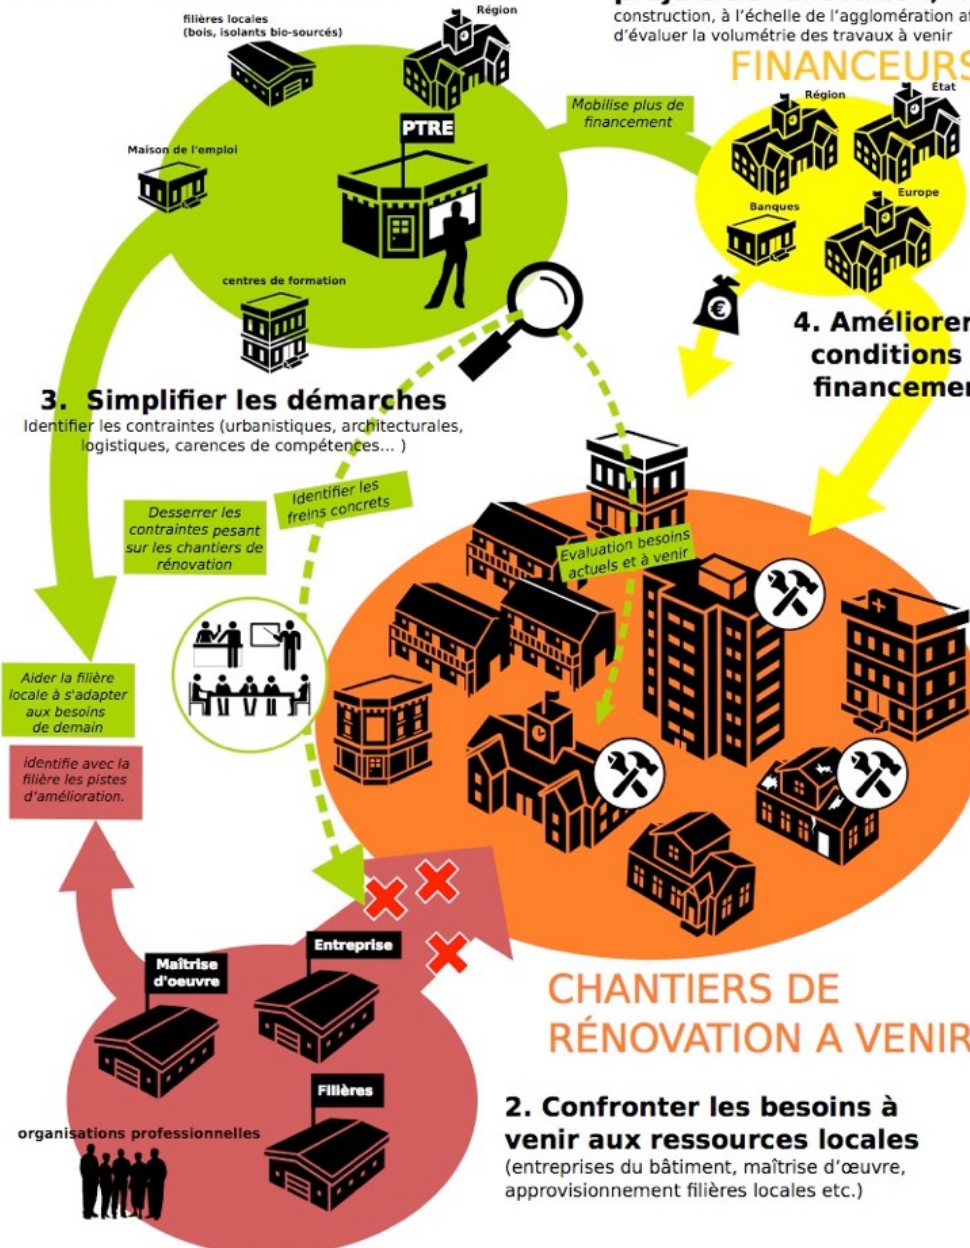 filières locales
(bois, isolants bio-sourcés)
Région
construction, à l'échelle de l'agglomération
d'évaluer la volumétrie des travaux à venir
FINANCEURS
PTRE
Mobilise plus de
financement
Région
État
Maison de l'emploi
Banques
Europe
centres de formation
€
4. Améliorer
conditions
3. Simplifier les démarches
Identifier les contraintes (urbanistiques, architecturales,
logistiques, carences de compétences... )
Identifier les
freins concrets
Desserrer les
contraintes pesant
sur les chantiers de
rénovation
Evaluation besoins
actuels et à venir
Aider la filière
locale à s'adapter
aux besoins
de demain
identifie avec la
filière les pistes
d'amélioration.
Maîtrise
d'oeuvre
Entreprise
Filières
organisations professionnelles
CHANTIERS DE
RÉNOVATION A VENIR
2. Confronter les besoins à
venir aux ressources locales
(entreprises du bâtiment, maîtrise d'œuvre,
approvisionnement filières locales etc.)